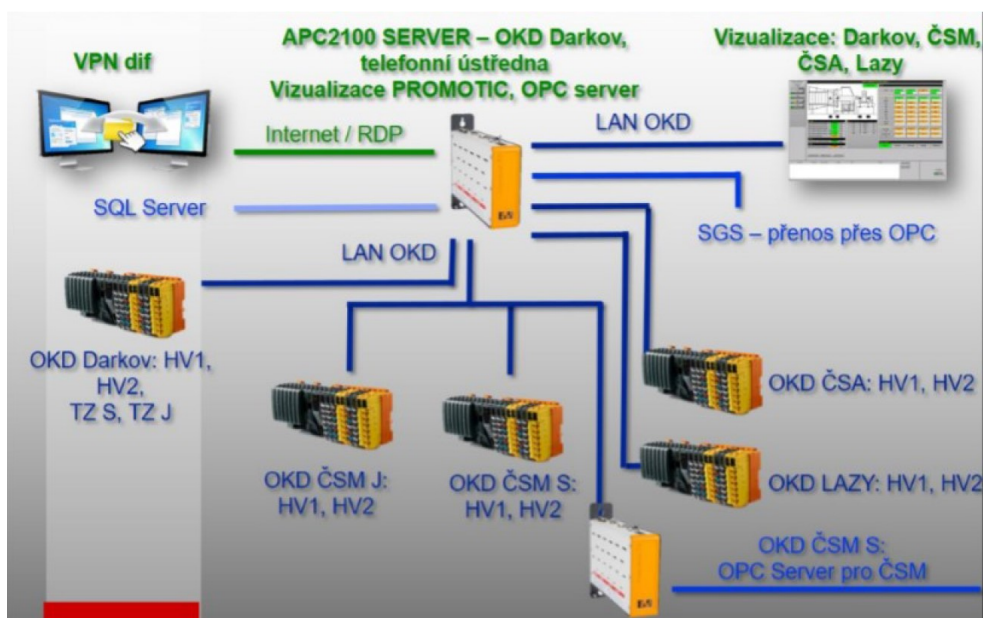 VPN dif
APC2100 SERVER – OKD Darkov,
telefonní ústředna
Vizualizace PROMOTIC, OPC server
Vizualizace: Darkov, ČSM,
ČSA, Lazy
Internet / RDP
LAN OKD
SQL Server
SGS – přenos přes OPC
LAN OKD
OKD Darkov: HV1,
HV2,
TZ S, TZ J
OKD ČSA: HV1, HV2
OKD ČSM J:
HV1, HV2
OKD ČSM S:
HV1, HV2
OKD LAZY: HV1, HV2
OKD ČSM S:
OPC Server pro ČSM